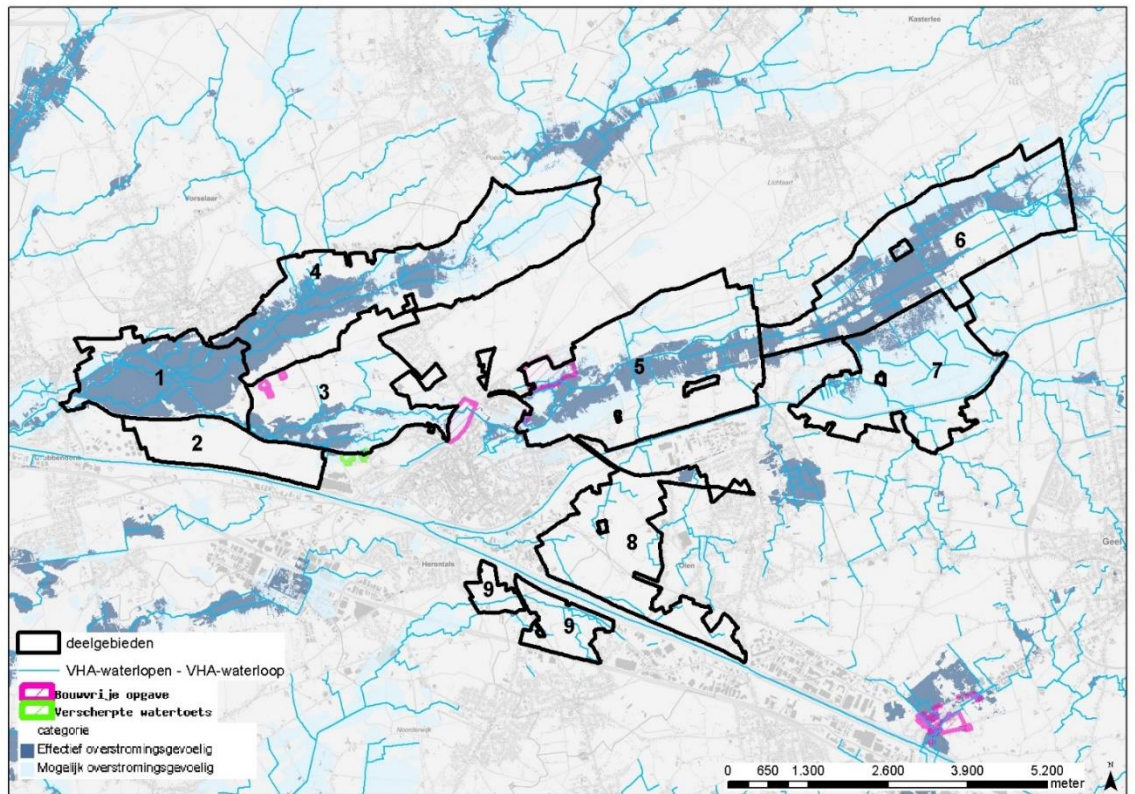 Kasterlee
Poederlee
Lichtaart
Vorselaar
6
4
1
5
7
3
2
Geel
8
Olen
Herentals
9
9
Noorderwijk
deelgebieden
VHA-waterlopen - VHA-waterloop
Bouwvrije opgave
Verscherpte watertoets
categorie
Effectief overstromingsgevoelig
Mogelijk overstromingsgevoelig
N
0 650 1.300 2.600 3.900 5.200
meter